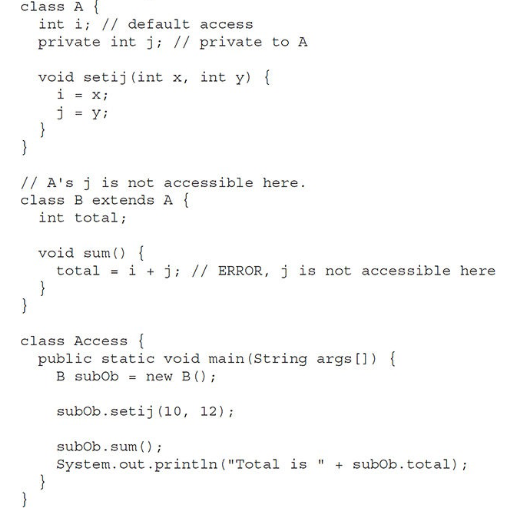 class A {
int i; // default access
private int j; // private to A
void setij(int x, int y) {
i = x;
j = y;
}
}
// A's j is not accessible here.
class B extends A {
int total;
void sum() {
total = i + j; // ERROR, j is not accessible here
}
}
class Access {
public static void main(String args[]) {
B subOb = new B();
subOb.setij(10, 12);
subOb.sum();
System.out.println("Total is " + subOb.total);
}
}